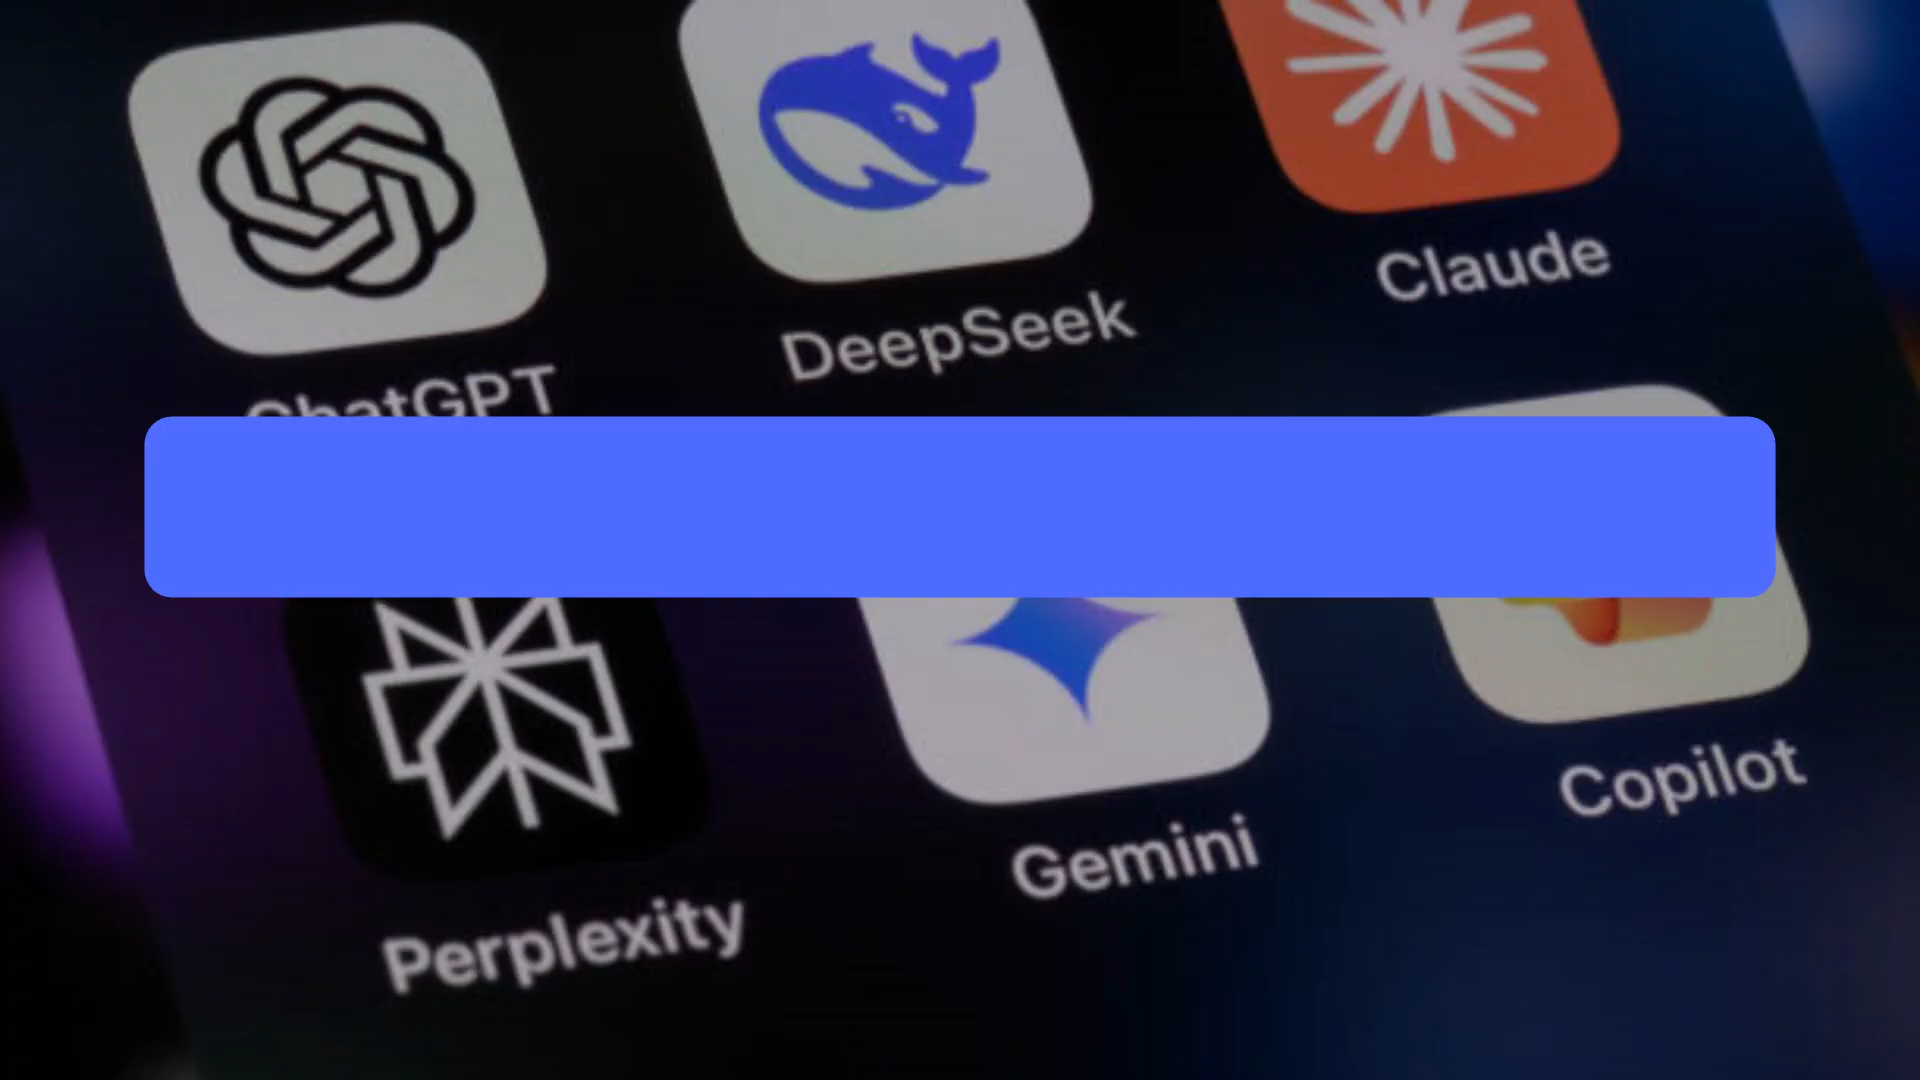 ChatGPT
DeepSeek
Claude
Perplexity
Gemini
Copilot